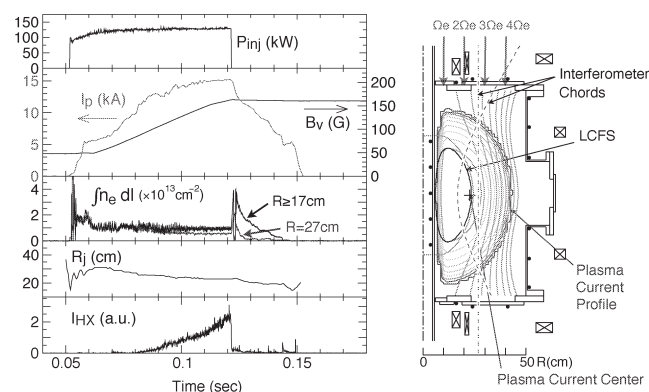 150
100
50
0
P_inj (kW)
15
10
5
0
I_p (kA)
200
150
100
50
0
B_V (G)
4
2
0
∫n_e dl (×10^13 cm^-2)
R≥17cm
R=27cm
40
20
R_j (cm)
2
0
I_HX (a.u.)
0.05
0.10
0.15
Time (sec)
Ωe 2Ωe 3Ωe 4Ωe
Interferometer
Chords
LCFS
Plasma
Current
Profile
0
50 R(cm)
Plasma Current Center